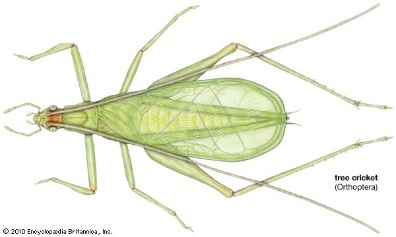 tree cricket
(Orthoptera)
© 2010 Encyclopædia Britannica, Inc.